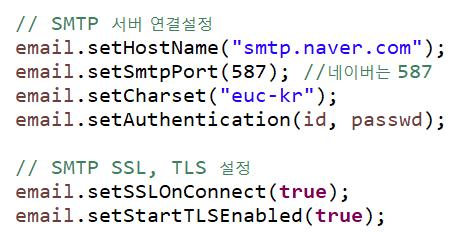 // SMTP 서버 연결설정
email.setHostName("smtp.naver.com");
email.setSmtpPort(587); //네이버는 587
email.setCharset("euc-kr");
email.setAuthentication(id, passwd);
// SMTP SSL, TLS 설정
email.setSSLOnConnect(true);
email.setStartTLSEnabled(true);